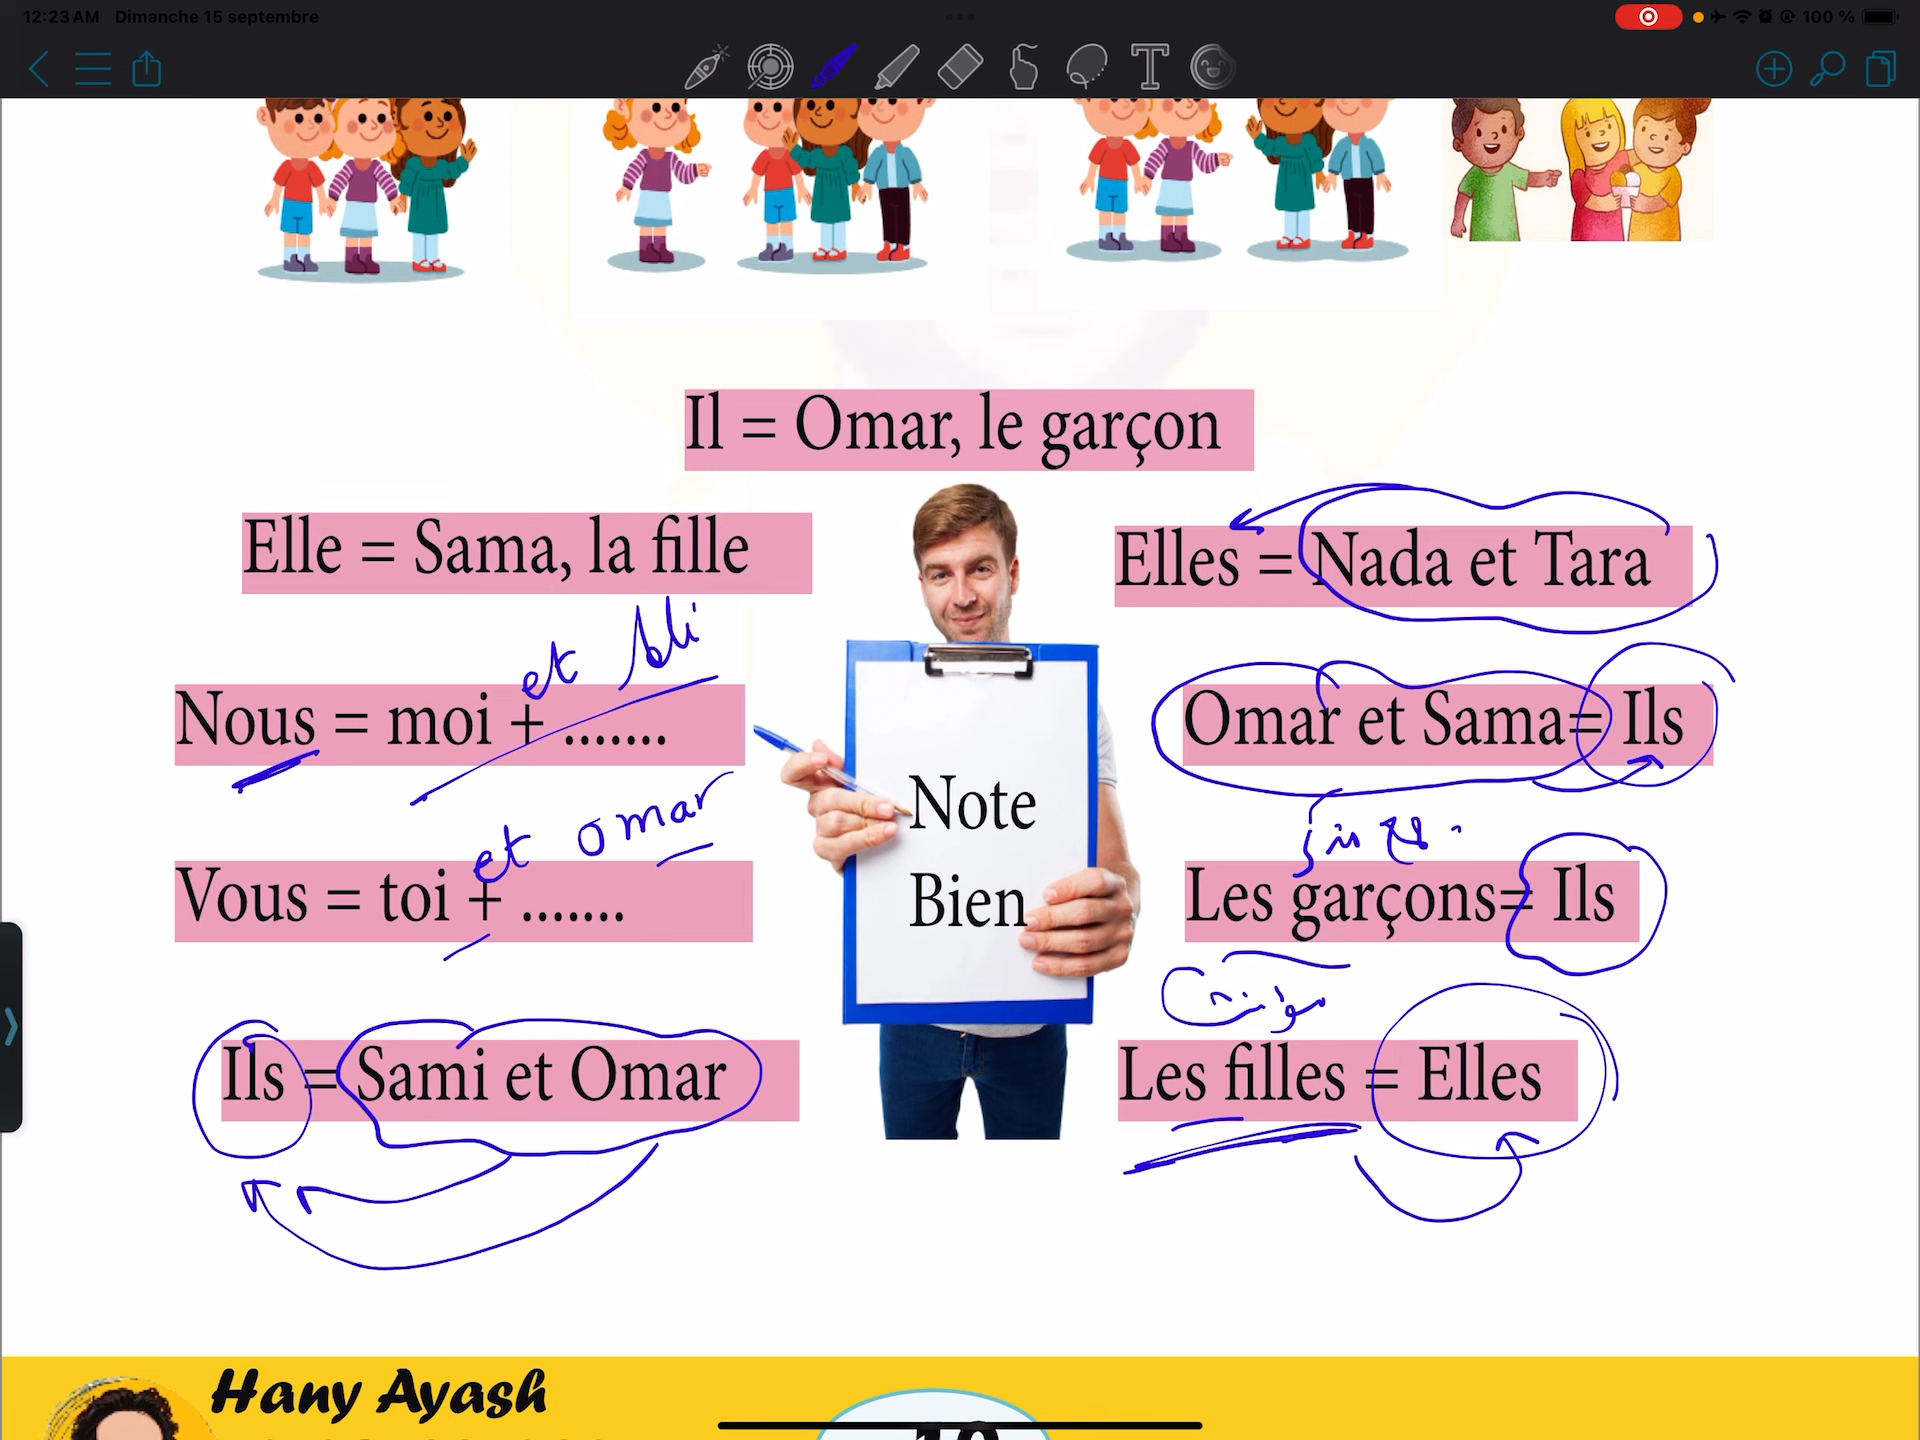 12:23 AM Dimanche 15 septembre
100 %
Il = Omar, le garçon
Elle = Sama, la fille
Elles = Nada et Tara
et
Nous = moi + .......
Omar et Sama= Ils
et omar
Note
Bien
Vous = toi + .......
Les garçons= Ils
Ils = Sami et Omar
Les filles = Elles
Hany Ayash